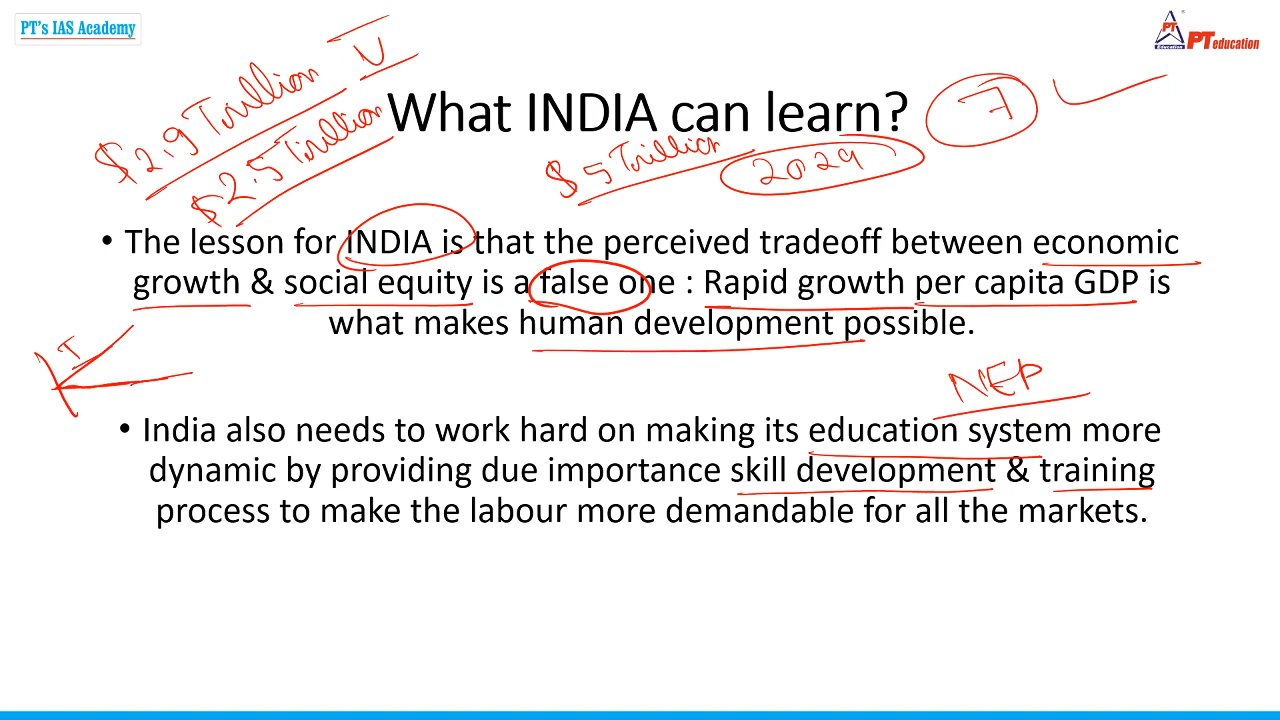 PT's IAS Academy
PT
Education
PT education
$2.9 Trillion
V
$2.5 Trillion
What INDIA can learn?
7
$5 Trillion
2029
• The lesson for INDIA is that the perceived tradeoff between economic
growth & social equity is a false one : Rapid growth per capita GDP is
what makes human development possible.
NEP
• India also needs to work hard on making its education system more
dynamic by providing due importance skill development & training
process to make the labour more demandable for all the markets.